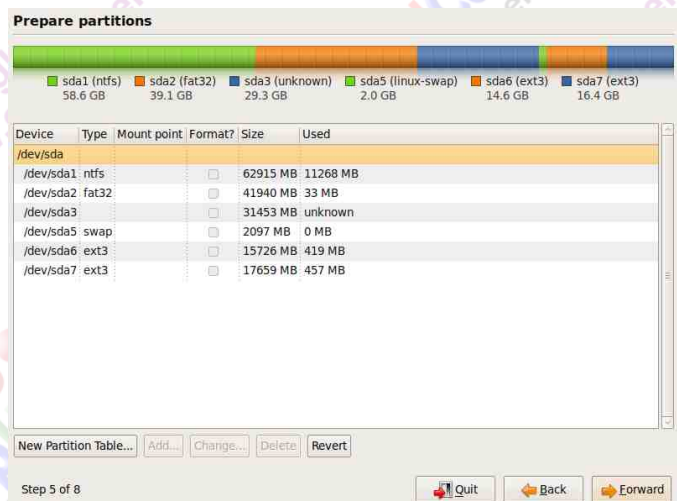 Prepare partitions
sda1 (ntfs) sda2 (fat32) sda3 (unknown) sda5 (linux-swap) sda6 (ext3) sda7 (ext3)
58.6 GB 39.1 GB 29.3 GB 2.0 GB 14.6 GB 16.4 GB
Device Type Mount point Format? Size Used
/dev/sda
/dev/sda1 ntfs 62915 MB 11268 MB
/dev/sda2 fat32 41940 MB 33 MB
/dev/sda3 31453 MB unknown
/dev/sda5 swap 2097 MB 0 MB
/dev/sda6 ext3 15726 MB 419 MB
/dev/sda7 ext3 17659 MB 457 MB
New Partition Table... Add... Change... Delete Revert
Step 5 of 8 Quit Back Forward